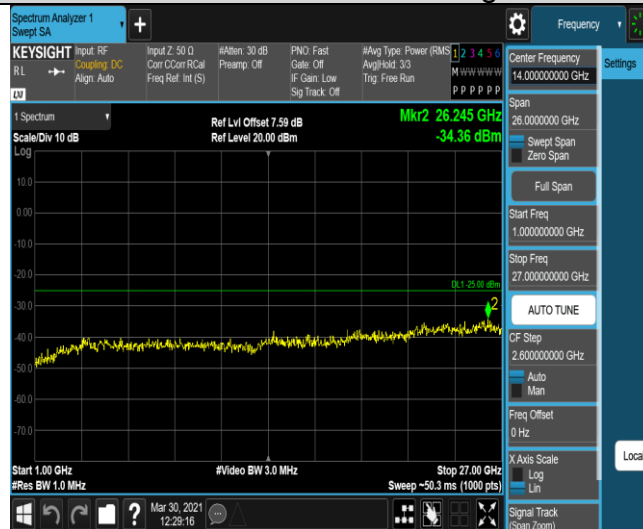 Spectrum Analyzer 1
Swept SA
Frequency
KEYSIGHT
RL
LXI
Input: RF
Coupling: DC
Align: Auto
Input Z: 50 Ω
Corr CCorr RCal
Freq Ref: Int (S)
#Atten: 30 dB
Preamp: Off
PNO: Fast
Gate: Off
IF Gain: Low
Sig Track: Off
#Avg Type: Power (RMS
Avg|Hold: 3/3
Trig: Free Run
1 2 3 4 5 6
M W W W W W
P P P P P P
1 Spectrum
Scale/Div 10 dB
Log
Ref Lvl Offset 7.59 dB
Ref Level 20.00 dBm
Mkr2 26.245 GHz
-34.36 dBm
10.0
0.00
-10.0
-20.0
-30.0
-40.0
-50.0
-60.0
-70.0
DL1 -25.00 dBm
2
Start 1.00 GHz
#Res BW 1.0 MHz
#Video BW 3.0 MHz
Stop 27.00 GHz
Sweep ~50.3 ms (1000 pts)
?
Mar 30, 2021
12:29:16
Center Frequency
14.000000000 GHz
Settings
Span
26.0000000 GHz
Swept Span
Zero Span
Full Span
Start Freq
1.000000000 GHz
Stop Freq
27.000000000 GHz
AUTO TUNE
CF Step
2.600000000 GHz
Auto
Man
Freq Offset
0 Hz
X Axis Scale
Log
Lin
Local
Signal Track
(Span Zoom)